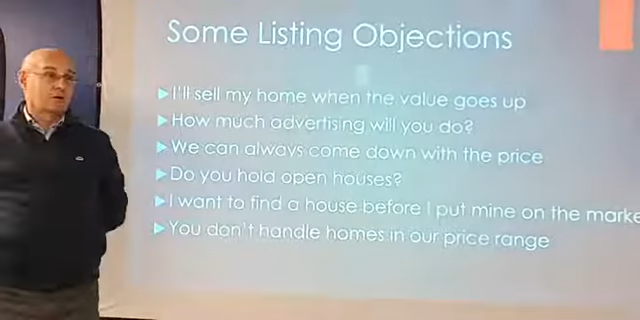 Some Listing Objections
I'll sell my home when the value goes up
How much advertising will you do?
We can always come down with the price
Do you hold open houses?
I want to find a house before I put mine on the marke
You don't handle homes in our price range